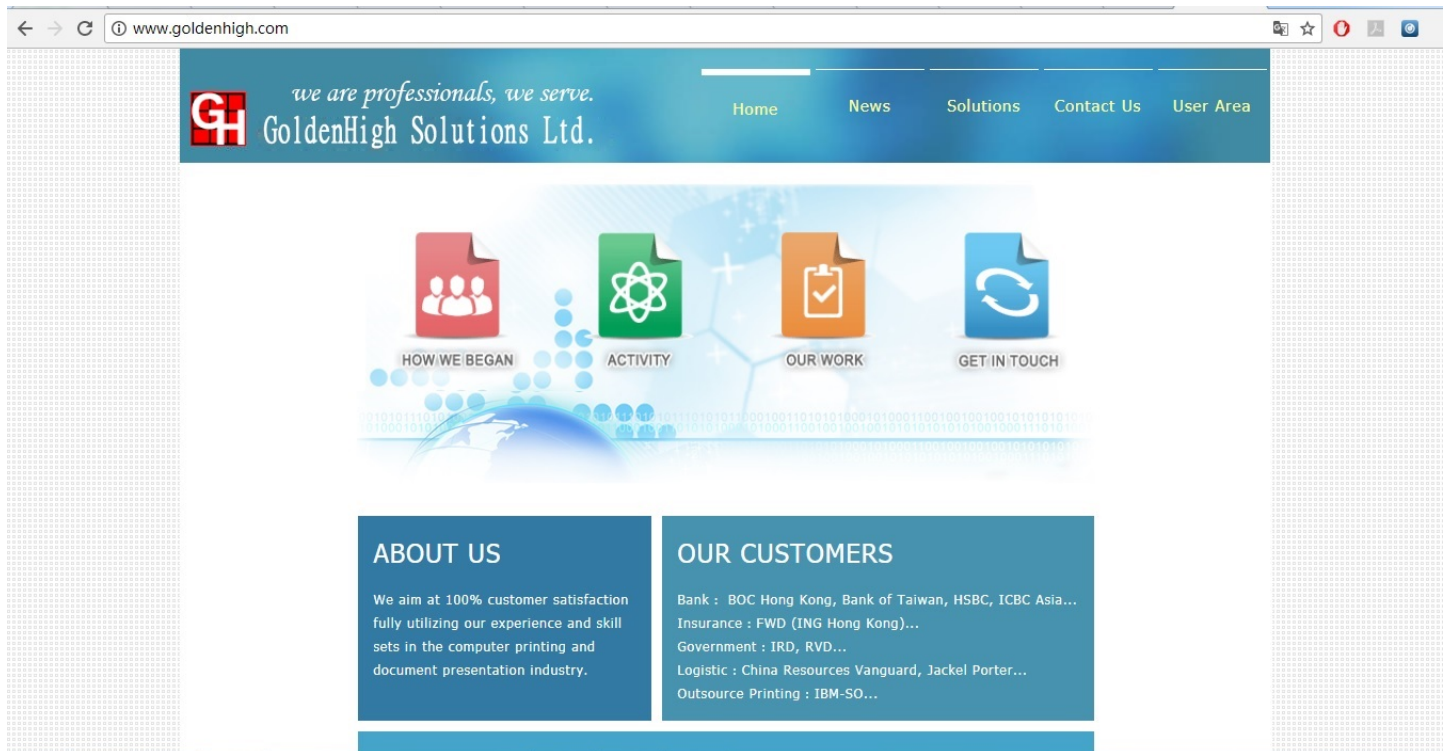 www.goldenhigh.com
GH
we are professionals, we serve.
GoldenHigh Solutions Ltd.
Home
News
Solutions
Contact Us
User Area
HOW WE BEGAN
ACTIVITY
OUR WORK
GET IN TOUCH
ABOUT US
We aim at 100% customer satisfaction
fully utilizing our experience and skill
sets in the computer printing and
document presentation industry.
OUR CUSTOMERS
Bank : BOC Hong Kong, Bank of Taiwan, HSBC, ICBC Asia...
Insurance : FWD (ING Hong Kong)...
Government : IRD, RVD...
Logistic : China Resources Vanguard, Jackel Porter...
Outsource Printing : IBM-SO...